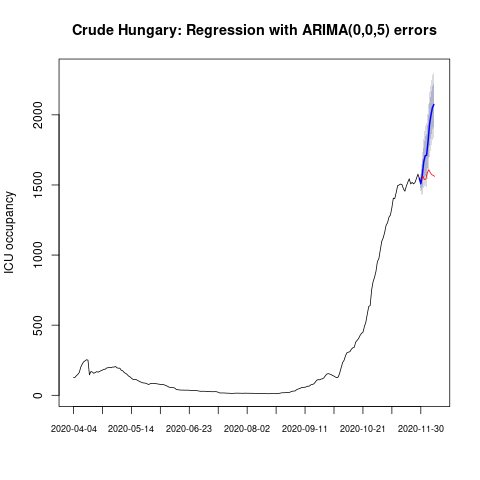 Crude Hungary: Regression with ARIMA(0,0,5) errors
ICU occupancy
2000
1500
1000
500
0
2020-04-04 2020-05-14 2020-06-23 2020-08-02 2020-09-11 2020-10-21 2020-11-30